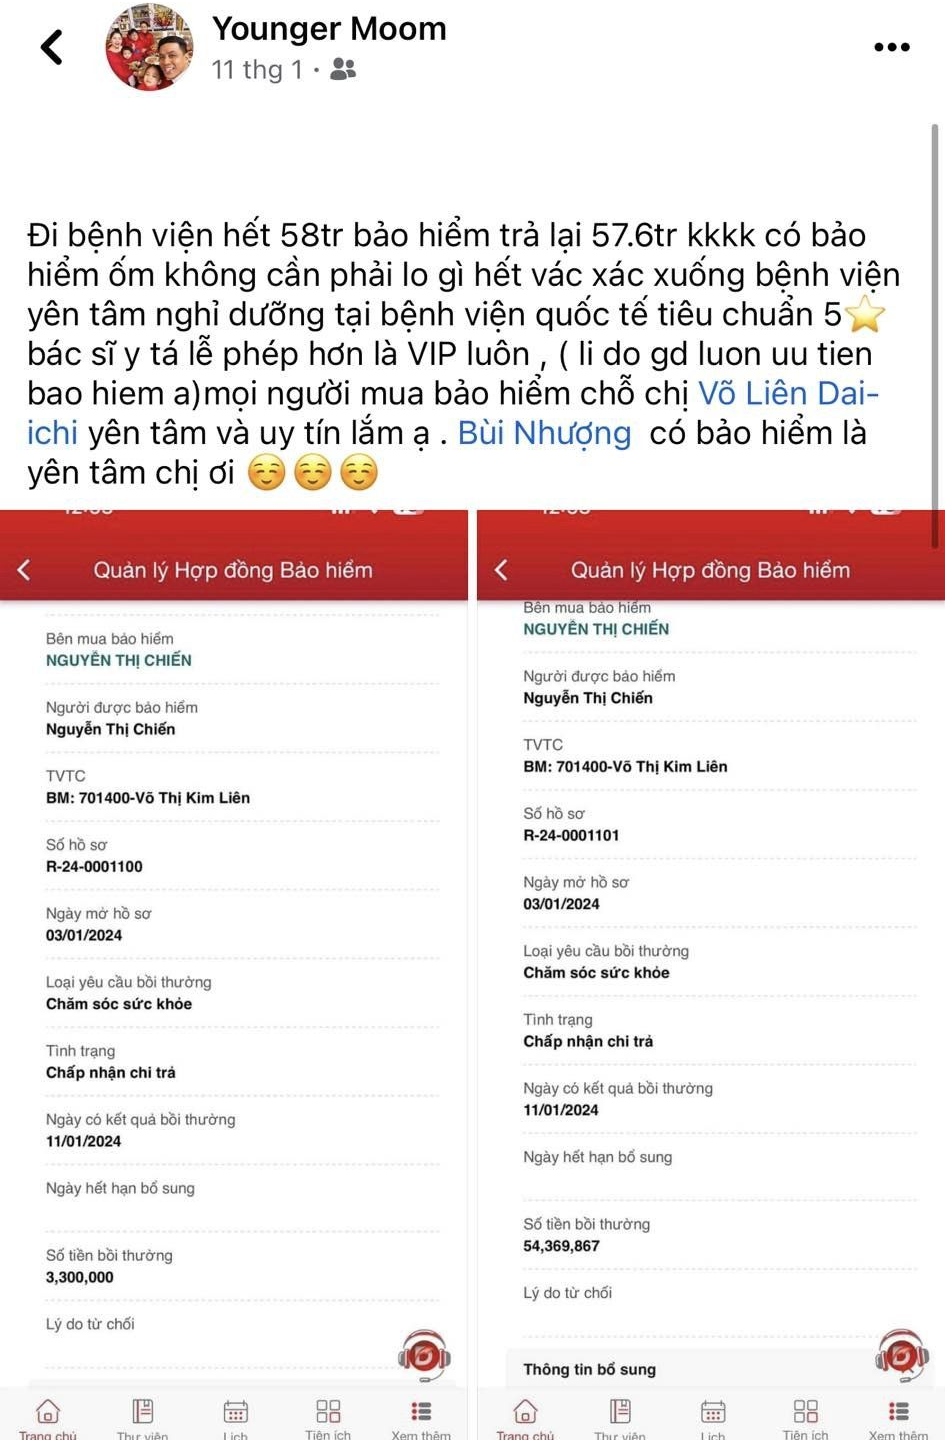 Younger Moom
11 thg 1 ·
Đi bệnh viện hết 58tr bảo hiểm trả lại 57.6tr kkkk có bảo
hiểm ốm không cần phải lo gì hết vác xác xuống bệnh viện
yên tâm nghỉ dưỡng tại bệnh viện quốc tế tiêu chuẩn 5⭐
bác sĩ y tá lễ phép hơn là VIP luôn , ( li do gd luon uu tien
bao hiem a)mọi người mua bảo hiểm chỗ chị Võ Liên Dai-
ichi yên tâm và uy tín lắm ạ . Bùi Nhượng có bảo hiểm là
yên tâm chị ơi ☺️☺️☺️
Quản lý Hợp đồng Bảo hiểm
Bên mua bảo hiểm
NGUYỄN THỊ CHIẾN
Người được bảo hiểm
Nguyễn Thị Chiến
TVTC
BM: 701400-Võ Thị Kim Liên
Số hồ sơ
R-24-0001100
Ngày mở hồ sơ
03/01/2024
Loại yêu cầu bồi thường
Chăm sóc sức khỏe
Tình trạng
Chấp nhận chi trả
Ngày có kết quả bồi thường
11/01/2024
Ngày hết hạn bổ sung
Số tiền bồi thường
3,300,000
Lý do từ chối
Trang chủ
Thư viện
Lịch
Tiện ích
Xem thêm
Quản lý Hợp đồng Bảo hiểm
Bên mua bảo hiểm
NGUYỄN THỊ CHIẾN
Người được bảo hiểm
Nguyễn Thị Chiến
TVTC
BM: 701400-Võ Thị Kim Liên
Số hồ sơ
R-24-0001101
Ngày mở hồ sơ
03/01/2024
Loại yêu cầu bồi thường
Chăm sóc sức khỏe
Tình trạng
Chấp nhận chi trả
Ngày có kết quả bồi thường
11/01/2024
Ngày hết hạn bổ sung
Số tiền bồi thường
54,369,867
Lý do từ chối
Thông tin bổ sung
Trang chủ
Thư viện
Lịch
Tiện ích
Xem thêm